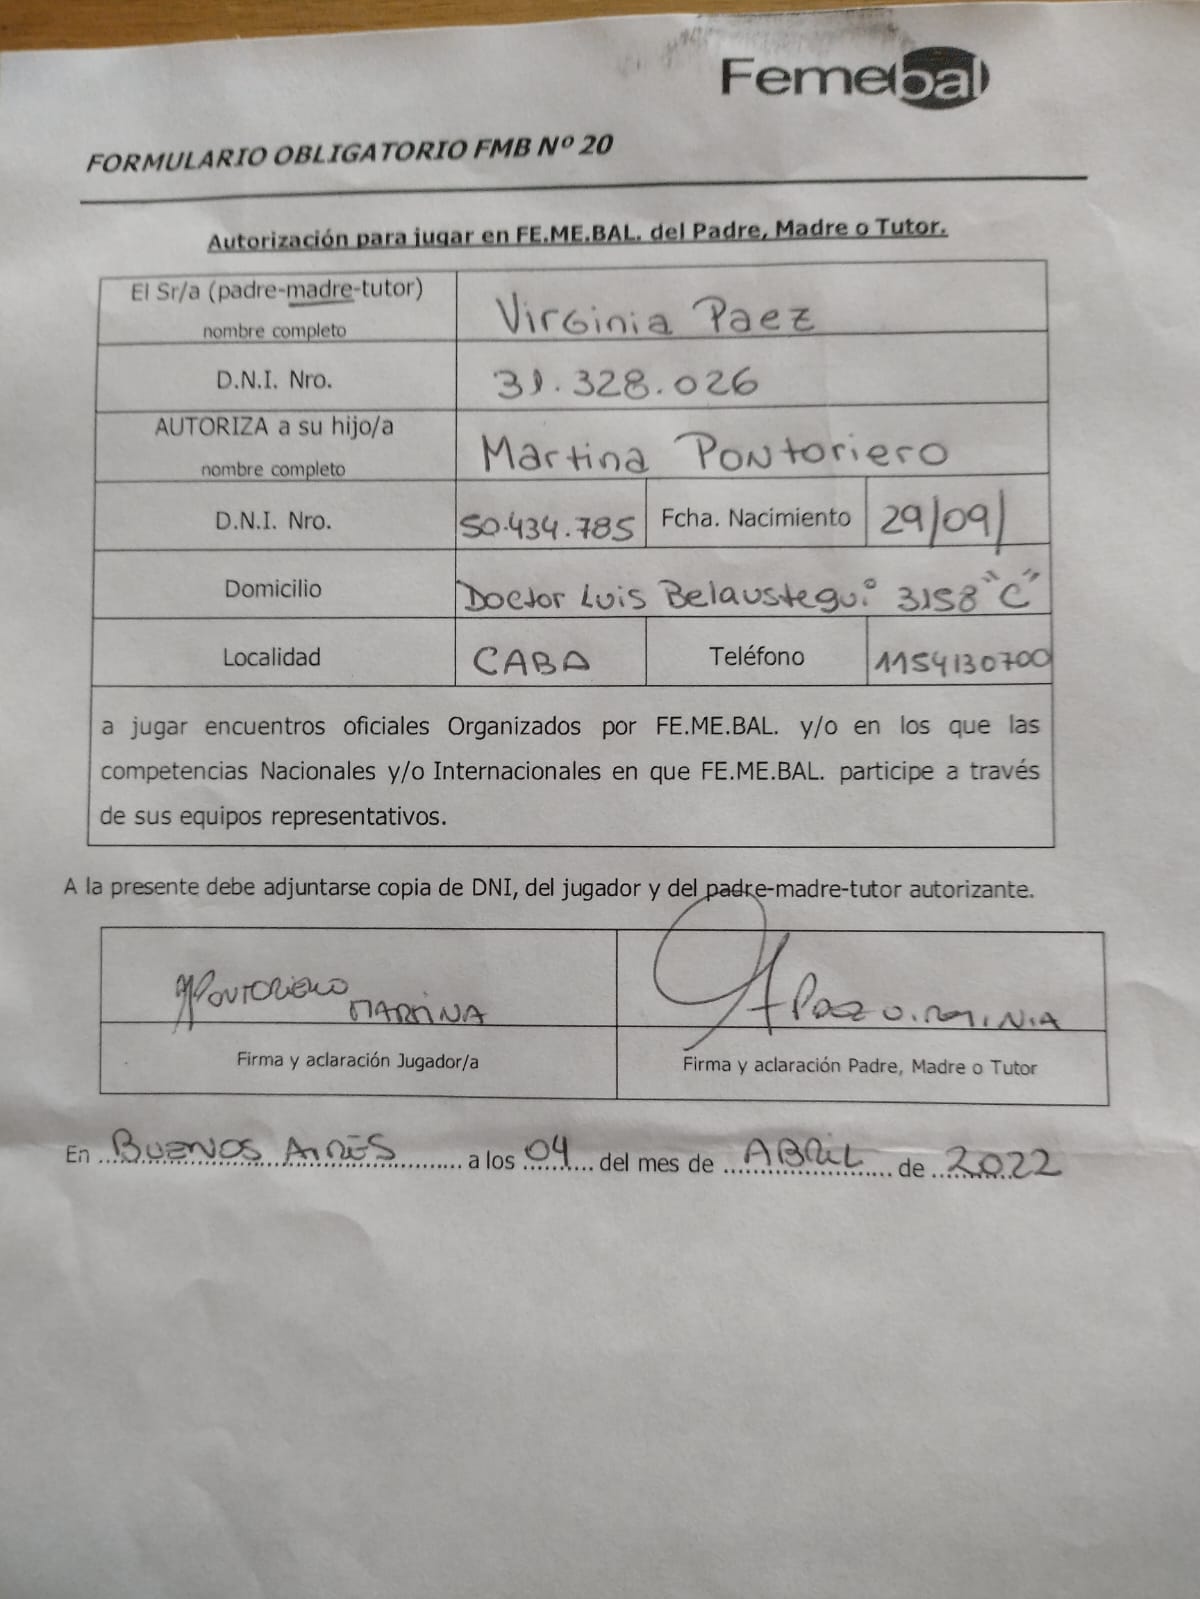 Femebal
FORMULARIO OBLIGATORIO FMB Nº 20
Autorización para jugar en FE.ME.BAL. del Padre, Madre o Tutor.
El Sr/a (padre-madre-tutor)
nombre completo
Virginia Paez
D.N.I. Nro.
31.328.026
AUTORIZA a su hijo/a
nombre completo
Martina Pontoriero
D.N.I. Nro.
50.434.785
Fcha. Nacimiento
29/09/
Domicilio
Doctor Luis Belaustegui 3158 "C"
Localidad
CABA
Teléfono
1154130700
a jugar encuentros oficiales Organizados por FE.ME.BAL. y/o en los que las
competencias Nacionales y/o Internacionales en que FE.ME.BAL. participe a través
de sus equipos representativos.
A la presente debe adjuntarse copia de DNI, del jugador y del padre-madre-tutor autorizante.
Pontoriero
MARTINA
Paez VIRGINIA
Firma y aclaración Jugador/a
Firma y aclaración Padre, Madre o Tutor
En BUENOS AIRES a los 04 del mes de ABRIL de 2022